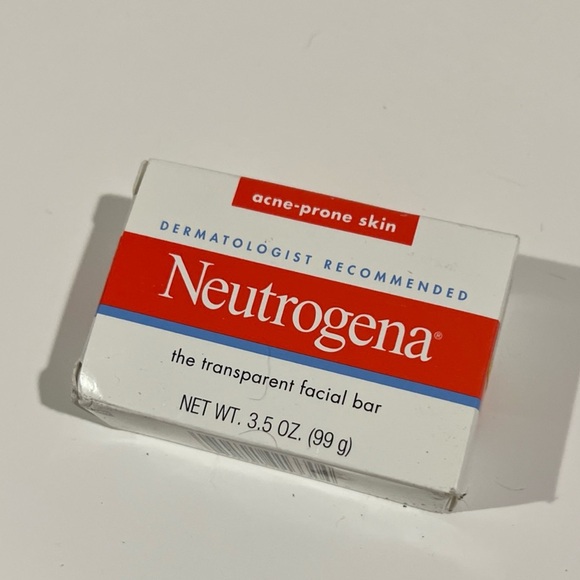 acne-prone skin
DERMATOLOGIST RECOMMENDED
Neutrogena®
the transparent facial bar
NET WT. 3.5 OZ. (99 g)